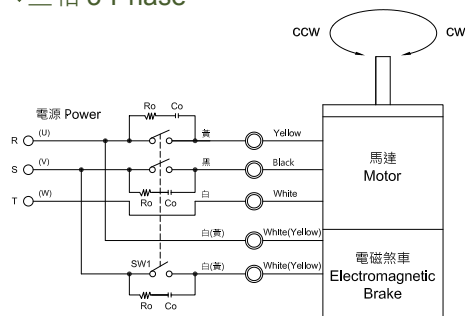 三相 3 Phase
CCW CW
電源 Power
Ro Co
R (U) 黃 Yellow
S (V) 黑 Black
馬達
Motor
T (W) 白 White
Ro Co
白(黃) White(Yellow)
SW1 白(黃) White(Yellow)
電磁煞車
Electromagnetic
Brake
Ro Co